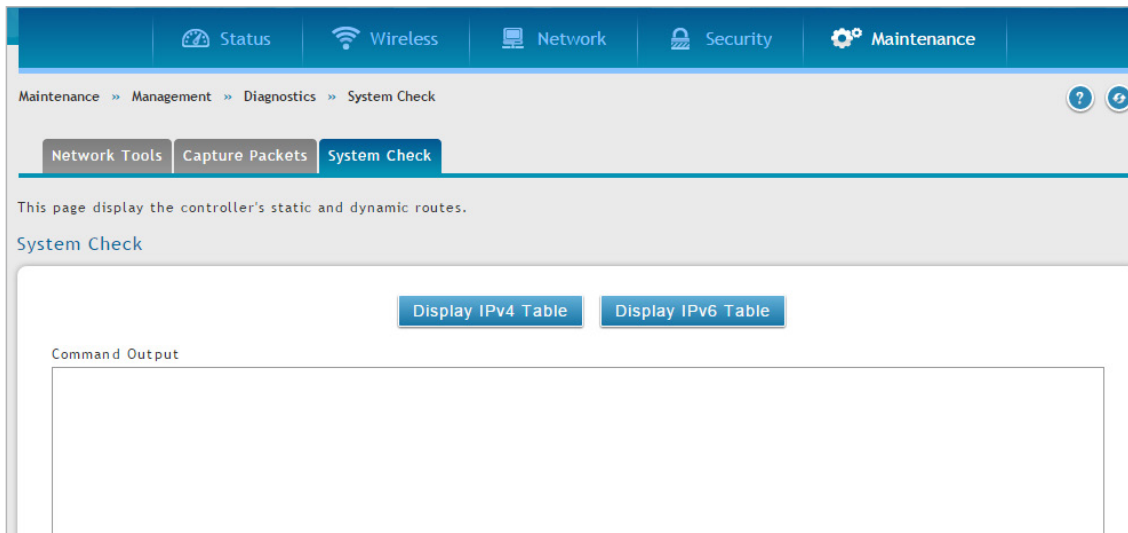 Status Wireless Network Security Maintenance
Maintenance » Management » Diagnostics » System Check ?
Network Tools Capture Packets System Check
This page display the controller's static and dynamic routes.
System Check
Display IPv4 Table Display IPv6 Table
Command Output